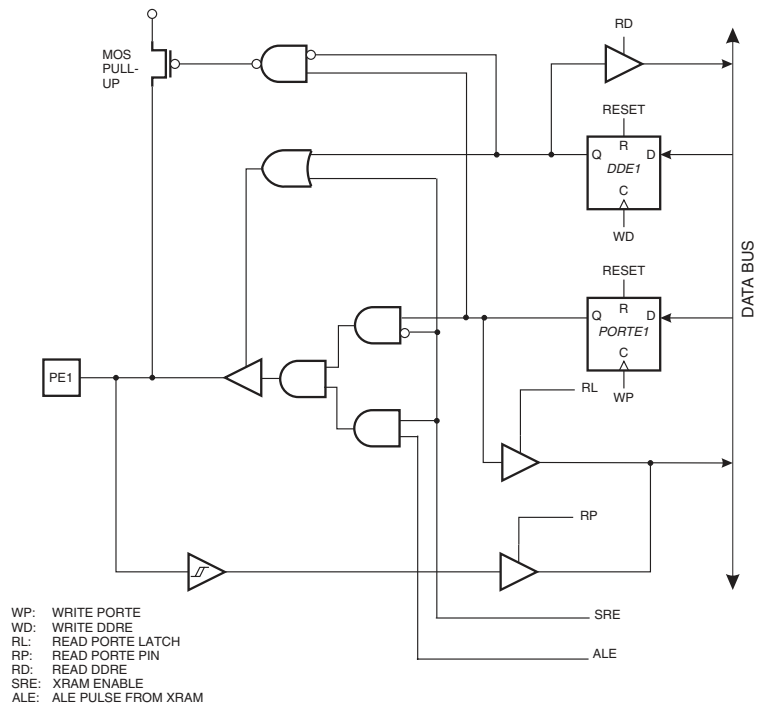 RD
MOS
PULL-
UP
RESET
R
Q
D
DDE1
C
WD
DATA BUS
RESET
R
Q
D
PORTE1
C
WP
RL
PE1
RP
SRE
ALE
WP: WRITE PORTE
WD: WRITE DDRE
RL: READ PORTE LATCH
RP: READ PORTE PIN
RD: READ DDRE
SRE: XRAM ENABLE
ALE: ALE PULSE FROM XRAM